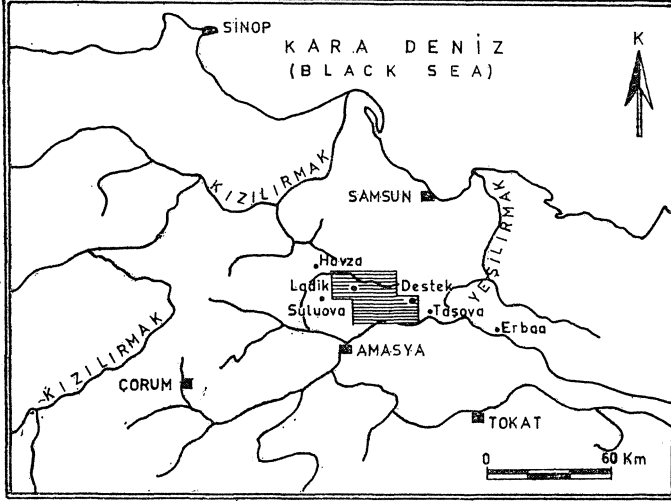 SİNOP
KARA DENİZ
(BLACK SEA)
K
KIZILIRMAK
SAMSUN
YEŞİLIRMAK
Havza
Ladik
Destek
Suluova
Taşova
Erbaa
AMASYA
KIZILIRMAK
ÇORUM
TOKAT
0 60 Km